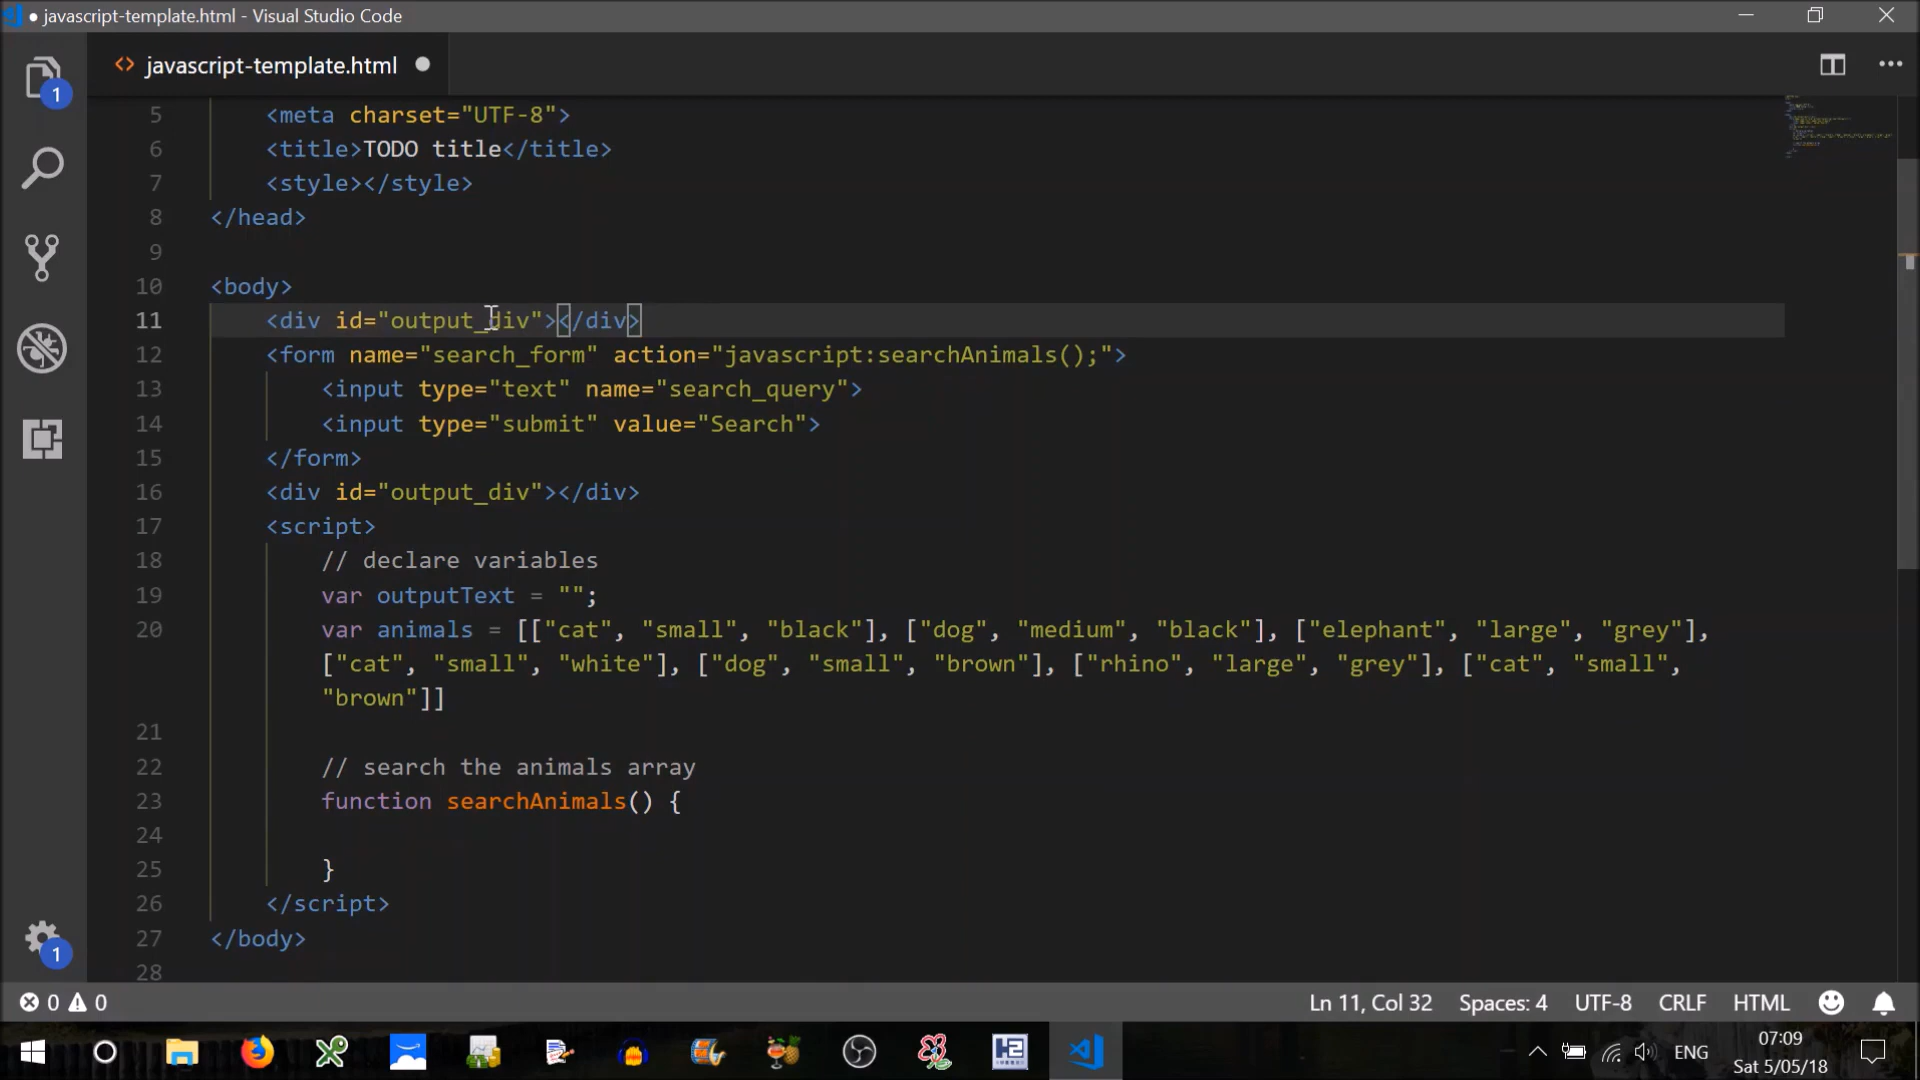 javascript-template.html - Visual Studio Code
javascript-template.html
1
5 <meta charset="UTF-8">
6 <title>TODO title</title>
7 <style></style>
8 </head>
9
10 <body>
11 <div id="output_div"></div>
12 <form name="search_form" action="javascript:searchAnimals();">
13 <input type="text" name="search_query">
14 <input type="submit" value="Search">
15 </form>
16 <div id="output_div"></div>
17 <script>
18 // declare variables
19 var outputText = "";
20 var animals = [["cat", "small", "black"], ["dog", "medium", "black"], ["elephant", "large", "grey"],
["cat", "small", "white"], ["dog", "small", "brown"], ["rhino", "large", "grey"], ["cat", "small",
"brown"]]
21
22 // search the animals array
23 function searchAnimals() {
24
25 }
26 </script>
27 </body>
28
1
0 0 Ln 11, Col 32 Spaces: 4 UTF-8 CRLF HTML
ENG 07:09
Sat 5/05/18